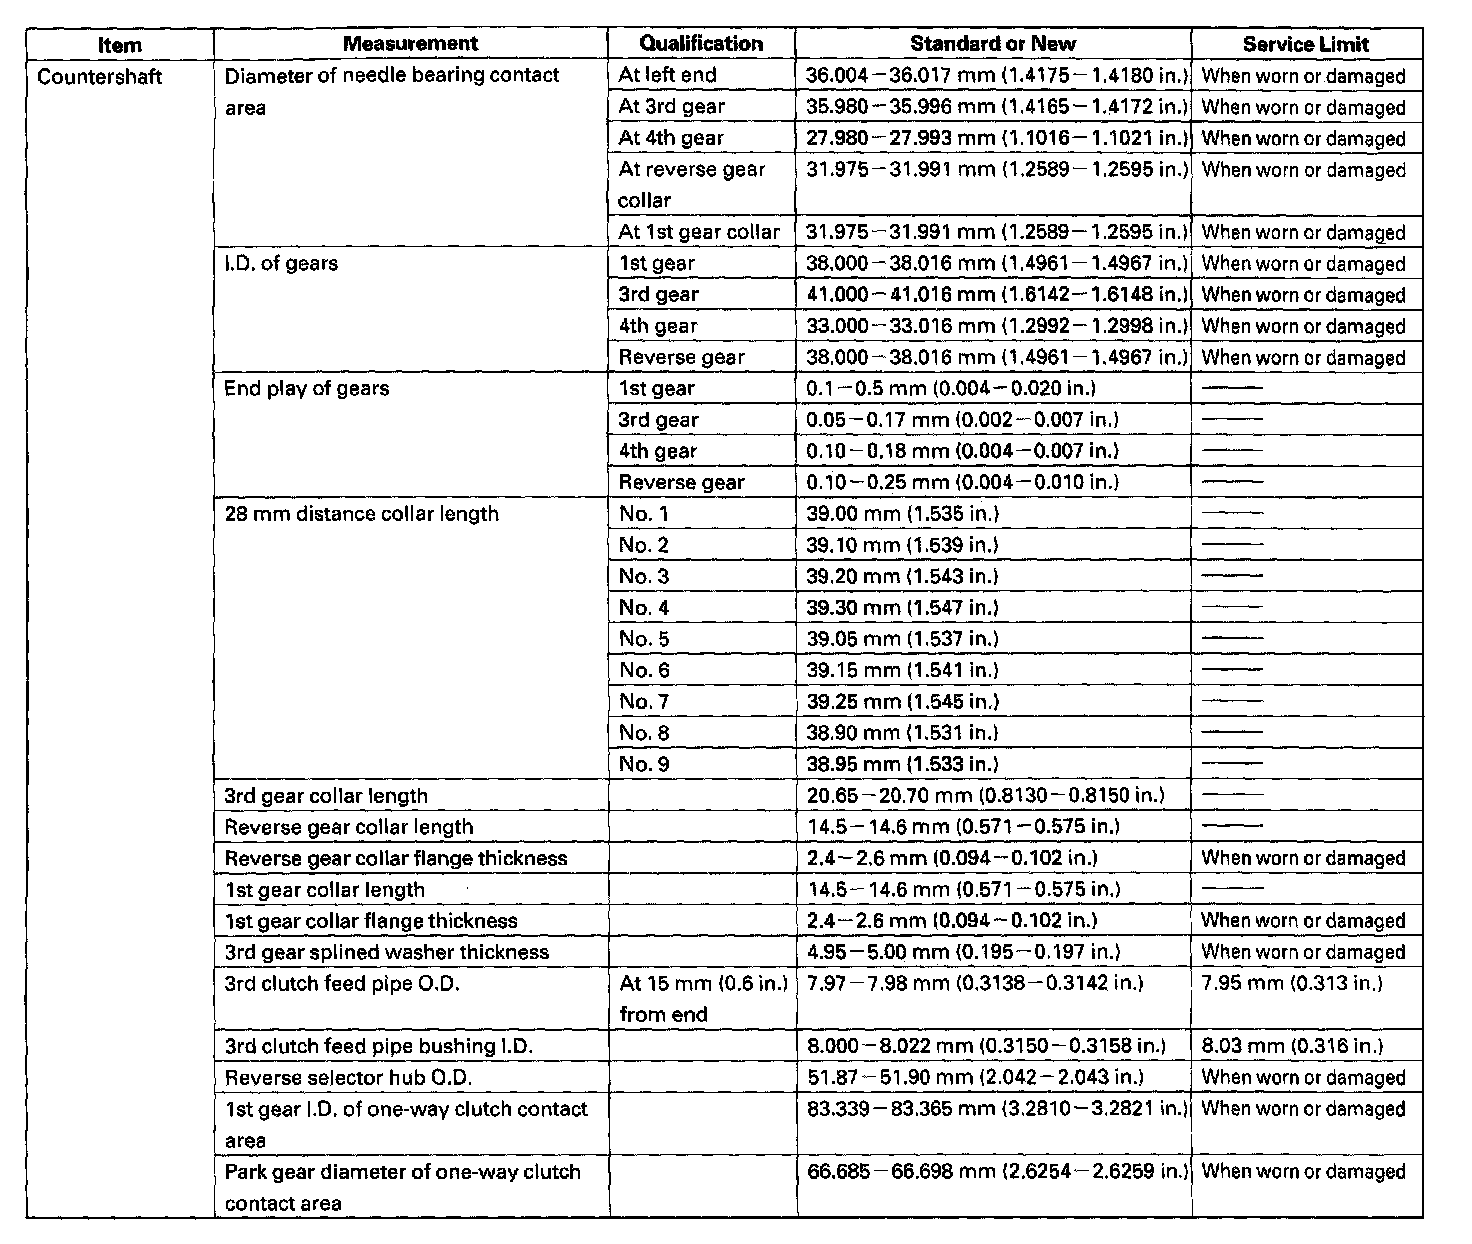 Item Measurement Qualification Standard or New Service Limit
Countershaft Diameter of needle bearing contact At left end 36.004–36.017 mm (1.4175–1.4180 in.) When worn or damaged
area At 3rd gear 35.980–35.996 mm (1.4165–1.4172 in.) When worn or damaged
At 4th gear 27.980–27.993 mm (1.1016–1.1021 in.) When worn or damaged
At reverse gear 31.975–31.991 mm (1.2589–1.2595 in.) When worn or damaged
collar
At 1st gear collar 31.975–31.991 mm (1.2589–1.2595 in.) When worn or damaged
I.D. of gears 1st gear 38.000–38.016 mm (1.4961–1.4967 in.) When worn or damaged
3rd gear 41.000–41.016 mm (1.6142–1.6148 in.) When worn or damaged
4th gear 33.000–33.016 mm (1.2992–1.2998 in.) When worn or damaged
Reverse gear 38.000–38.016 mm (1.4961–1.4967 in.) When worn or damaged
End play of gears 1st gear 0.1–0.5 mm (0.004–0.020 in.) ——
3rd gear 0.05–0.17 mm (0.002–0.007 in.) ——
4th gear 0.10–0.18 mm (0.004–0.007 in.) ——
Reverse gear 0.10–0.25 mm (0.004–0.010 in.) ——
28 mm distance collar length No. 1 39.00 mm (1.535 in.) ——
No. 2 39.10 mm (1.539 in.) ——
No. 3 39.20 mm (1.543 in.) ——
No. 4 39.30 mm (1.547 in.) ——
No. 5 39.05 mm (1.537 in.) ——
No. 6 39.15 mm (1.541 in.) ——
No. 7 39.25 mm (1.545 in.) ——
No. 8 38.90 mm (1.531 in.) ——
No. 9 38.95 mm (1.533 in.) ——
3rd gear collar length 20.65–20.70 mm (0.8130–0.8150 in.) ——
Reverse gear collar length 14.5–14.6 mm (0.571–0.575 in.) ——
Reverse gear collar flange thickness 2.4–2.6 mm (0.094–0.102 in.) When worn or damaged
1st gear collar length 14.5–14.6 mm (0.571–0.575 in.) ——
1st gear collar flange thickness 2.4–2.6 mm (0.094–0.102 in.) When worn or damaged
3rd gear splined washer thickness 4.95–5.00 mm (0.195–0.197 in.) When worn or damaged
3rd clutch feed pipe O.D. At 15 mm (0.6 in.) 7.97–7.98 mm (0.3138–0.3142 in.) 7.95 mm (0.313 in.)
from end
3rd clutch feed pipe bushing I.D. 8.000–8.022 mm (0.3150–0.3158 in.) 8.03 mm (0.316 in.)
Reverse selector hub O.D. 51.87–51.90 mm (2.042–2.043 in.) When worn or damaged
1st gear I.D. of one-way clutch contact 83.339–83.365 mm (3.2810–3.2821 in.) When worn or damaged
area
Park gear diameter of one-way clutch 66.685–66.698 mm (2.6254–2.6259 in.) When worn or damaged
contact area